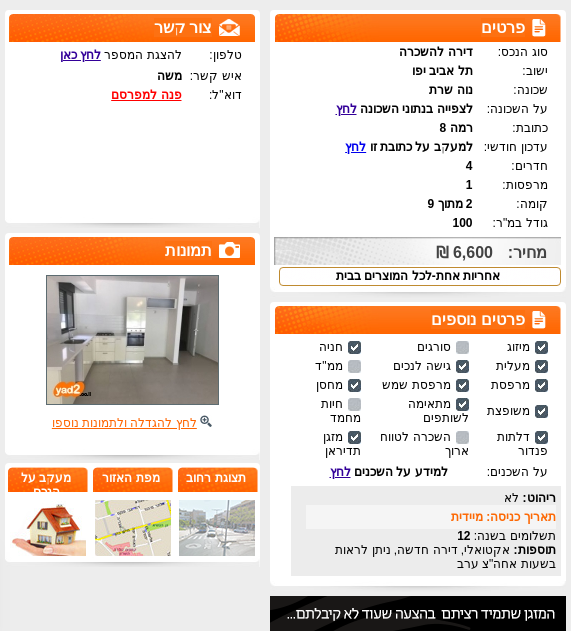 פרטים
סוג הנכס: דירה להשכרה
ישוב: תל אביב יפו
שכונה: נוה שרת
על השכונה: לצפייה בנתוני השכונה לחץ
כתובת: רמה 8
עדכון חודשי: למעקב על כתובת זו לחץ
חדרים: 4
מרפסות: 1
קומה: 2 מתוך 9
גודל במ"ר: 100
מחיר: 6,600 ₪
אחריות אחת-לכל המוצרים בבית
פרטים נוספים
מיזוג סורגים חניה
מעלית גישה לנכים ממ"ד
מרפסת מרפסת שמש מחסן
משופצת מתאימה לשותפים חיות מחמד
דלתות פנדור השכרה לטווח ארוך מזגן תדיראן
על השכנים: למידע על השכנים לחץ
ריהוט: לא
תאריך כניסה: מיידית
תשלומים בשנה: 12
תוספות: אקטואלי, דירה חדשה, ניתן לראות
בשעות אחה"צ ערב
המזגן שתמיד רציתם בהצעה שעוד לא קיבלתם...
צור קשר
טלפון: להצגת המספר לחץ כאן
איש קשר: משה
דוא"ל: פנה למפרסם
תמונות
yad2
לחץ להגדלה ולתמונות נוספו
תצוגת רחוב
מפת האזור
מעקב על
הנכס